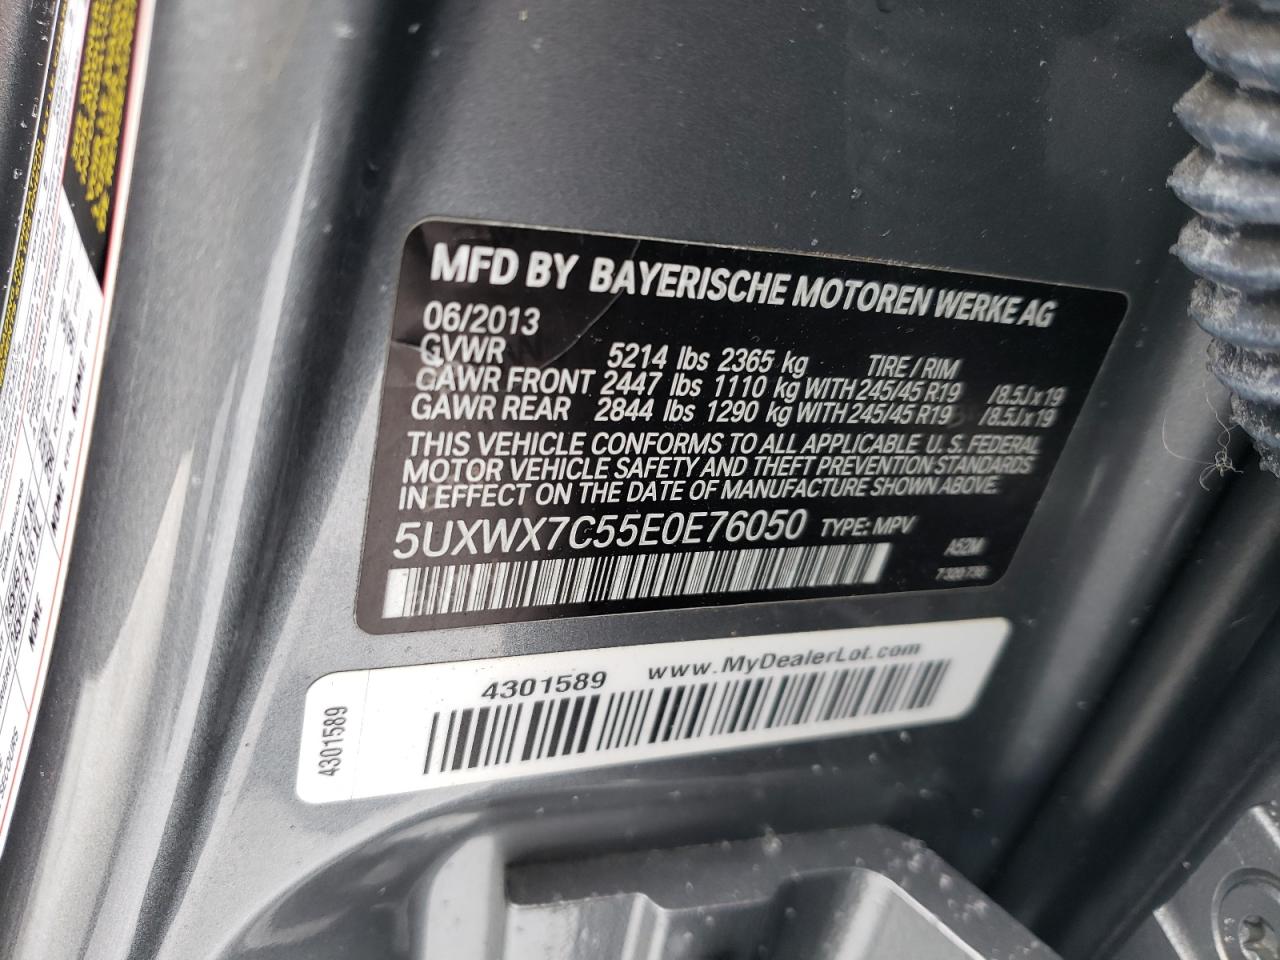 MFD BY BAYERISCHE MOTOREN WERKE AG
06/2013
GVWR 5214 lbs 2365 kg TIRE / RIM
GAWR FRONT 2447 lbs 1110 kg WITH 245/45 R19 /8.5Jx19
GAWR REAR 2844 lbs 1290 kg WITH 245/45 R19 /8.5Jx19
THIS VEHICLE CONFORMS TO ALL APPLICABLE U. S. FEDERAL
MOTOR VEHICLE SAFETY AND THEFT PREVENTION STANDARDS
IN EFFECT ON THE DATE OF MANUFACTURE SHOWN ABOVE.
5UXWX7C55E0E76050 TYPE: MPV
A52M
4301589 www.MyDealerLot.com
4301589
NONE
SECOURS